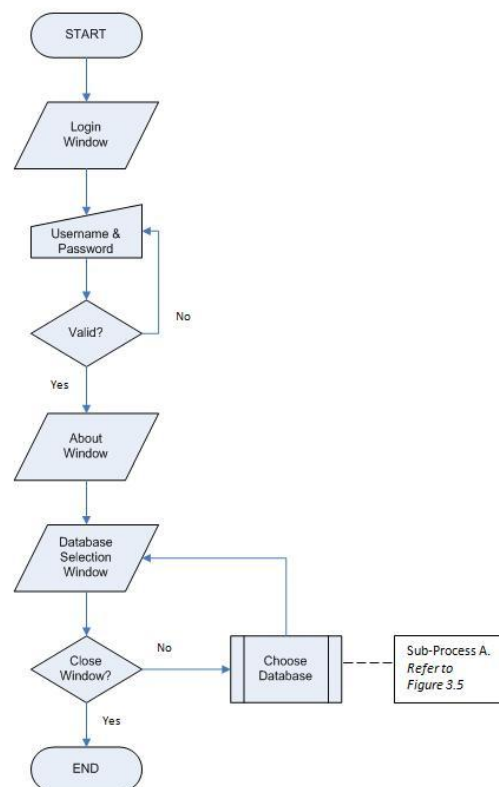 START
Login
Window
Username &
Password
Valid?
No
Yes
About
Window
Database
Selection
Window
Close
Window?
No
Choose
Database
Sub-Process A.
Refer to
Figure 3.5
Yes
END